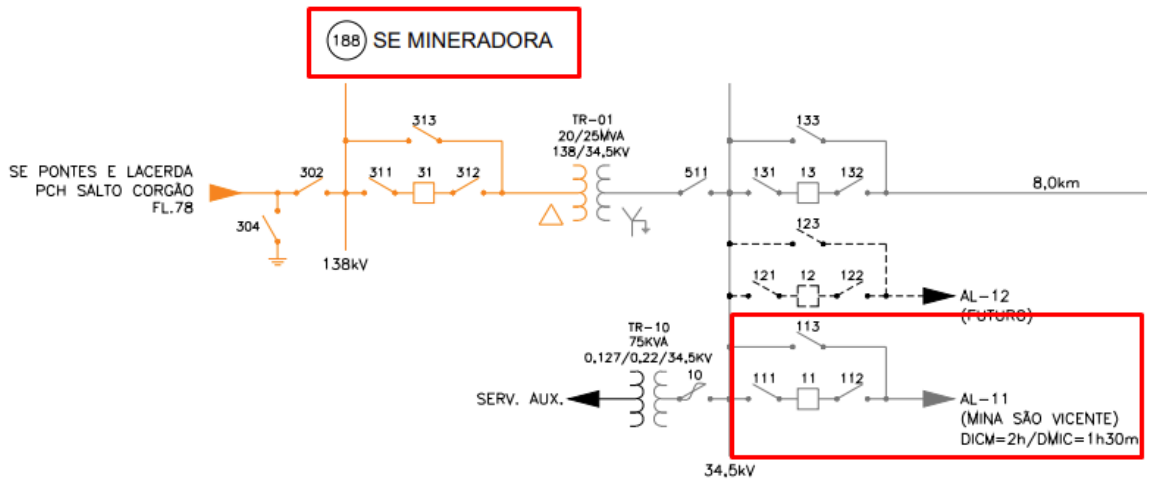 188 SE MINERADORA
SE PONTES E LACERDA
PCH SALTO CORGÃO
FL.78
302
304
138kV
313
311
31
312
TR-01
20/25MVA
138/34,5KV
511
133
131
13
132
8,0km
123
121
12
122
AL-12
(FUTURO)
TR-10
75KVA
0,127/0,22/34,5KV
10
SERV. AUX.
113
111
11
112
AL-11
(MINA SÃO VICENTE)
DICM=2h/DMIC=1h30m
34,5kV